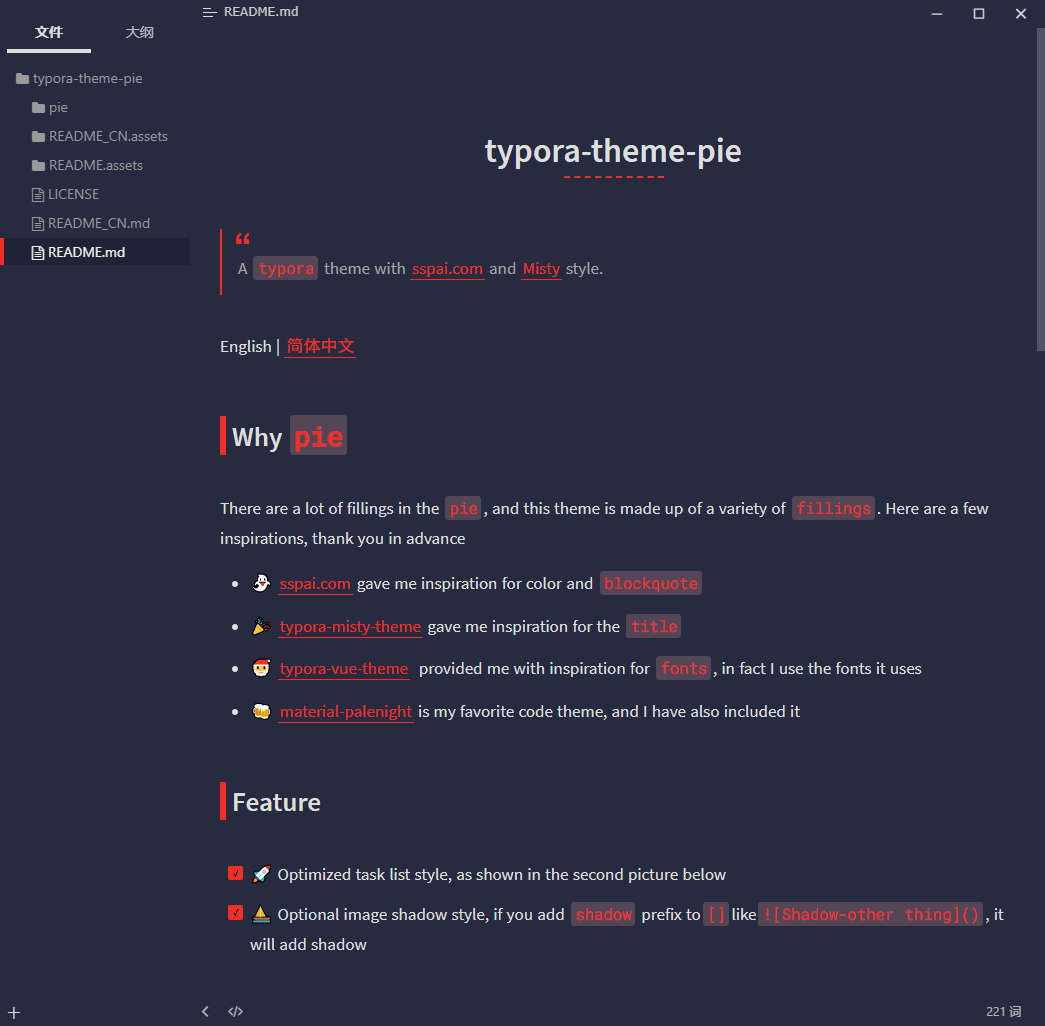 README.md
文件 大纲
typora-theme-pie
pie
README_CN.assets
README.assets
LICENSE
README_CN.md
README.md
typora-theme-pie
“
A typora theme with sspai.com and Misty style.
English | 简体中文
Why pie
There are a lot of fillings in the pie, and this theme is made up of a variety of fillings. Here are a few
inspirations, thank you in advance
• 👻 sspai.com gave me inspiration for color and blockquote
• 🎉 typora-misty-theme gave me inspiration for the title
• 🎅 typora-vue-theme provided me with inspiration for fonts, in fact I use the fonts it uses
• 🍻 material-palenight is my favorite code theme, and I have also included it
Feature
🚀 Optimized task list style, as shown in the second picture below
⛵ Optional image shadow style, if you add shadow prefix to [] like ![Shadow-other thing](), it
will add shadow
221 词